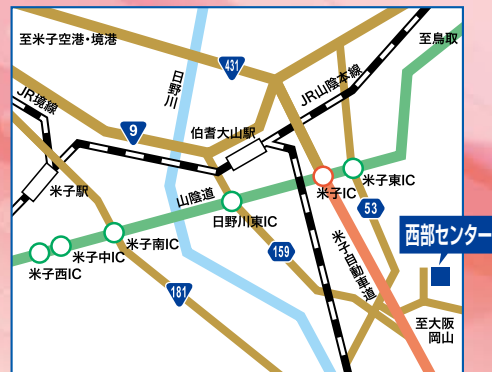 至米子空港・境港
至鳥取
431
日野川
JR山陰本線
JR境線
9
伯耆大山駅
米子駅
山陰道
米子IC
米子東IC
日野川東IC
53
西部センター
米子南IC
米子中IC
米子西IC
159
米子自動車道
181
至大阪
岡山